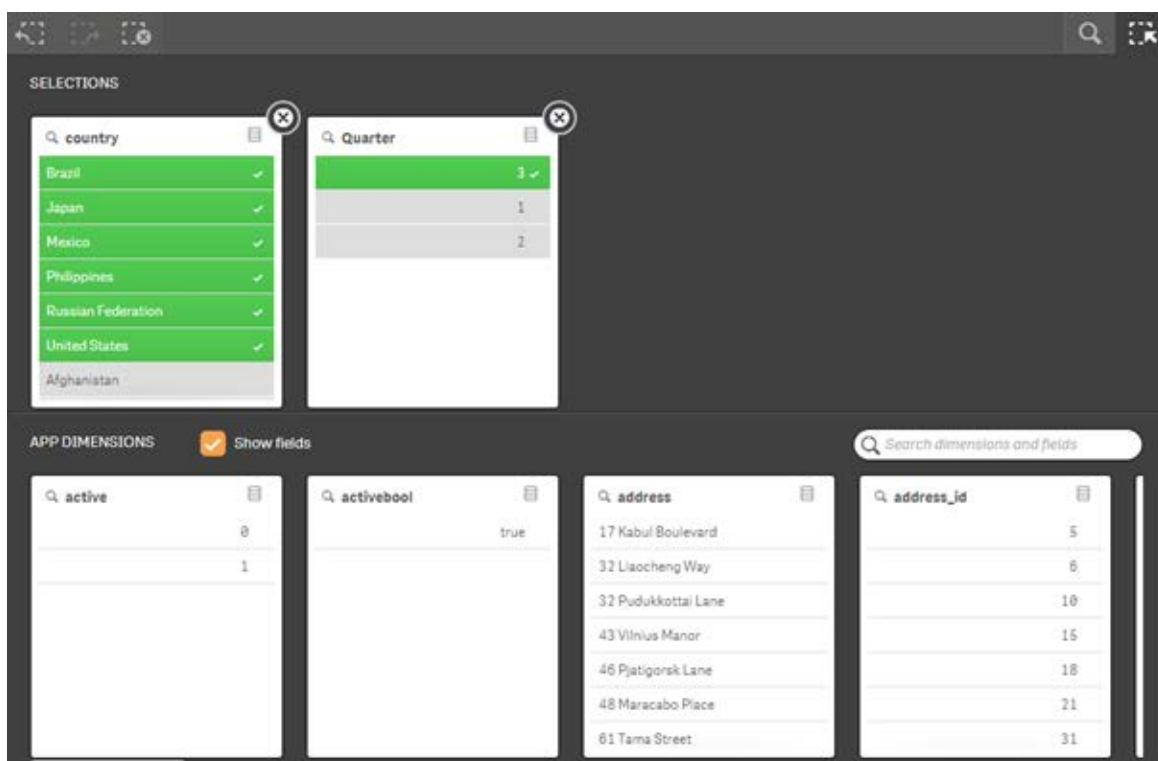 SELECTIONS
country
Brazil
Japan
Mexico
Philippines
Russian Federation
United States
Afghanistan
Quarter
3
1
2
APP DIMENSIONS
Show fields
Search dimensions and fields
active
0
1
activebool
true
address
17 Kabul Boulevard
32 Liaocheng Way
32 Pudukkottai Lane
43 Vilnius Manor
46 Pjatigorsk Lane
48 Maracabo Place
61 Tama Street
address_id
5
6
10
15
18
21
31